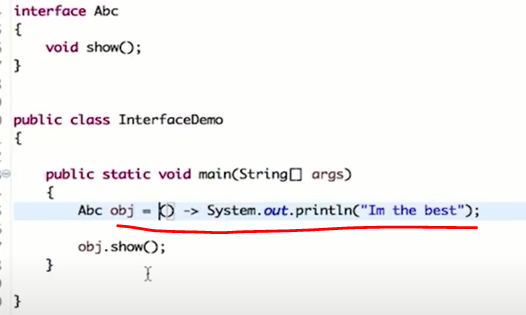 interface Abc
{
void show();
}
public class InterfaceDemo
{
public static void main(String[] args)
{
Abc obj = () -> System.out.println("Im the best");
obj.show();
}
}